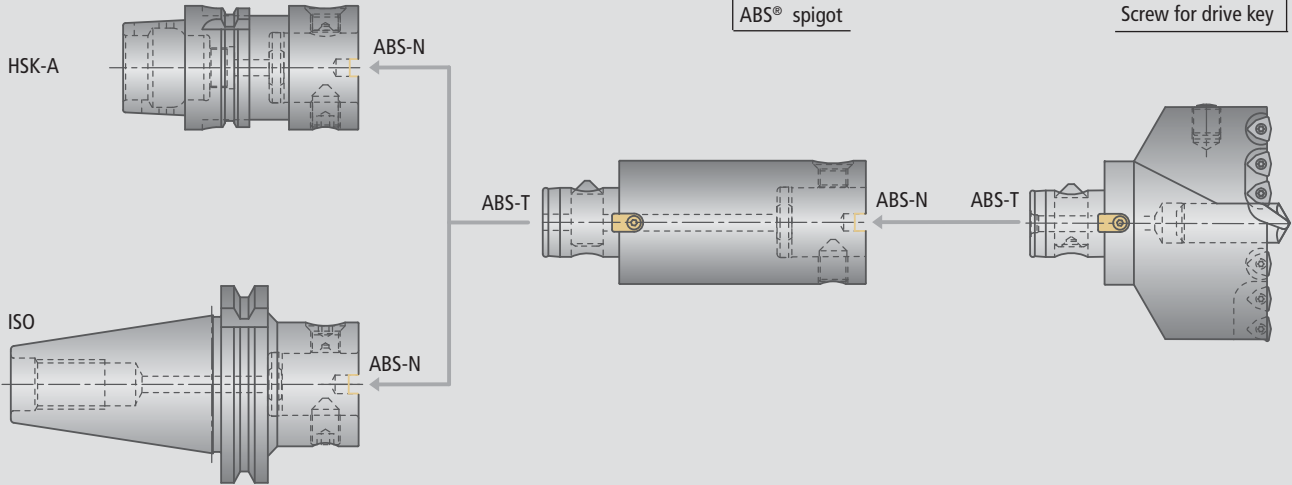 ABS® spigot
Screw for drive key
HSK-A
ABS-N
ABS-T
ABS-N
ABS-T
ISO
ABS-N